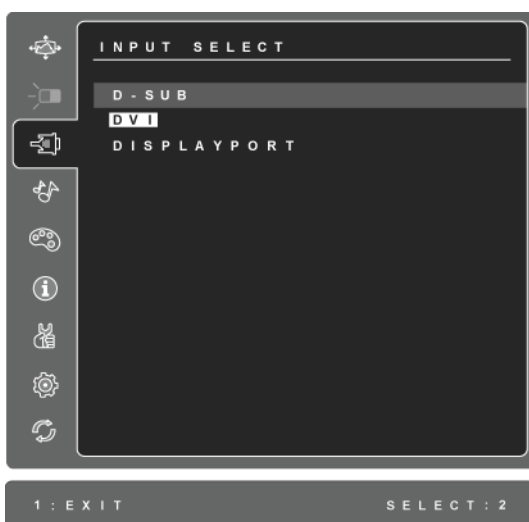 INPUT SELECT
D-SUB
DVI
DISPLAYPORT
1:EXIT SELECT:2